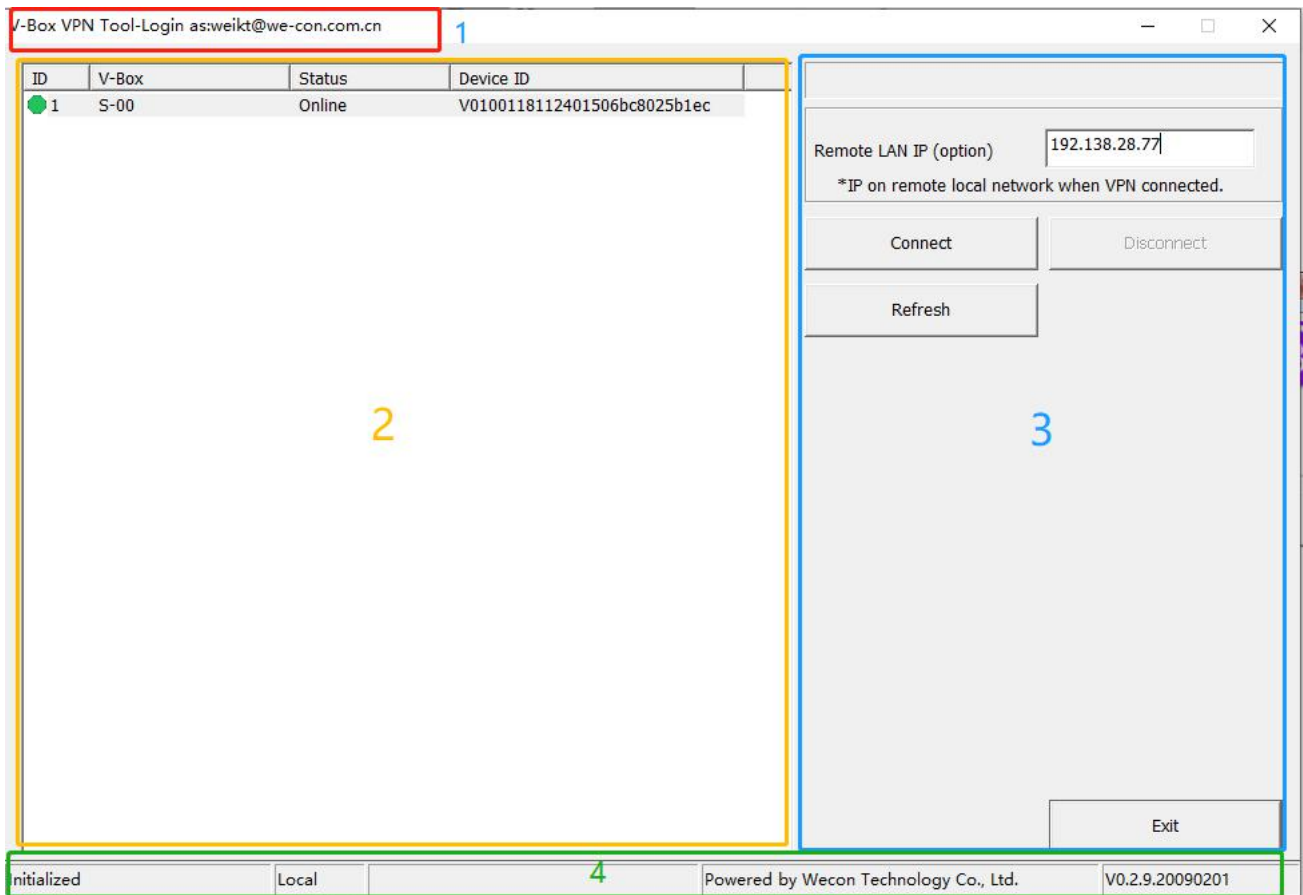 V-Box VPN Tool-Login as:weikt@we-con.com.cn
1
ID V-Box Status Device ID
1 S-00 Online V0100118112401506bc8025b1ec
Remote LAN IP (option) 192.138.28.77
*IP on remote local network when VPN connected.
Connect Disconnect
Refresh
2
3
Exit
4
Initialized Local Powered by Wecon Technology Co., Ltd. V0.2.9.20090201